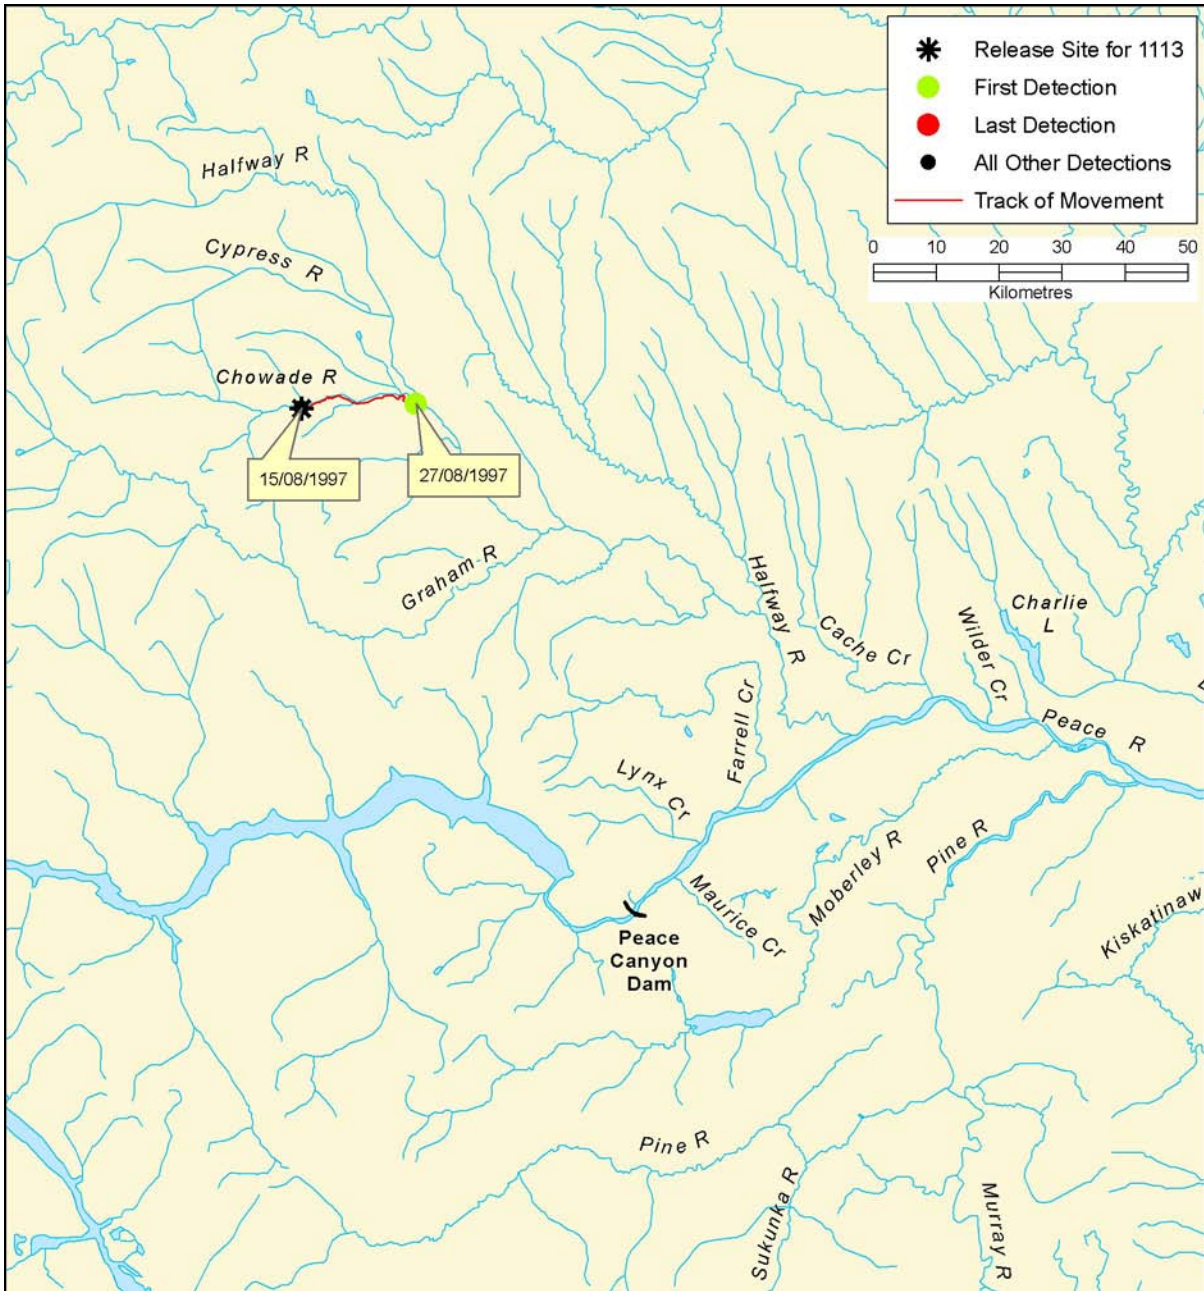 Release Site for 1113
First Detection
Last Detection
All Other Detections
Track of Movement
0 10 20 30 40 50
Kilometres
Halfway R
Cypress R
Chowade R
15/08/1997
27/08/1997
Graham R
Halfway R
Cache Cr
Wilder Cr
Charlie
L
Peace R
Farrell Cr
Lynx Cr
Maurice Cr
Moberley R
Pine R
Kiskatinaw
Peace
Canyon
Dam
Pine R
Sukunka R
Murray R